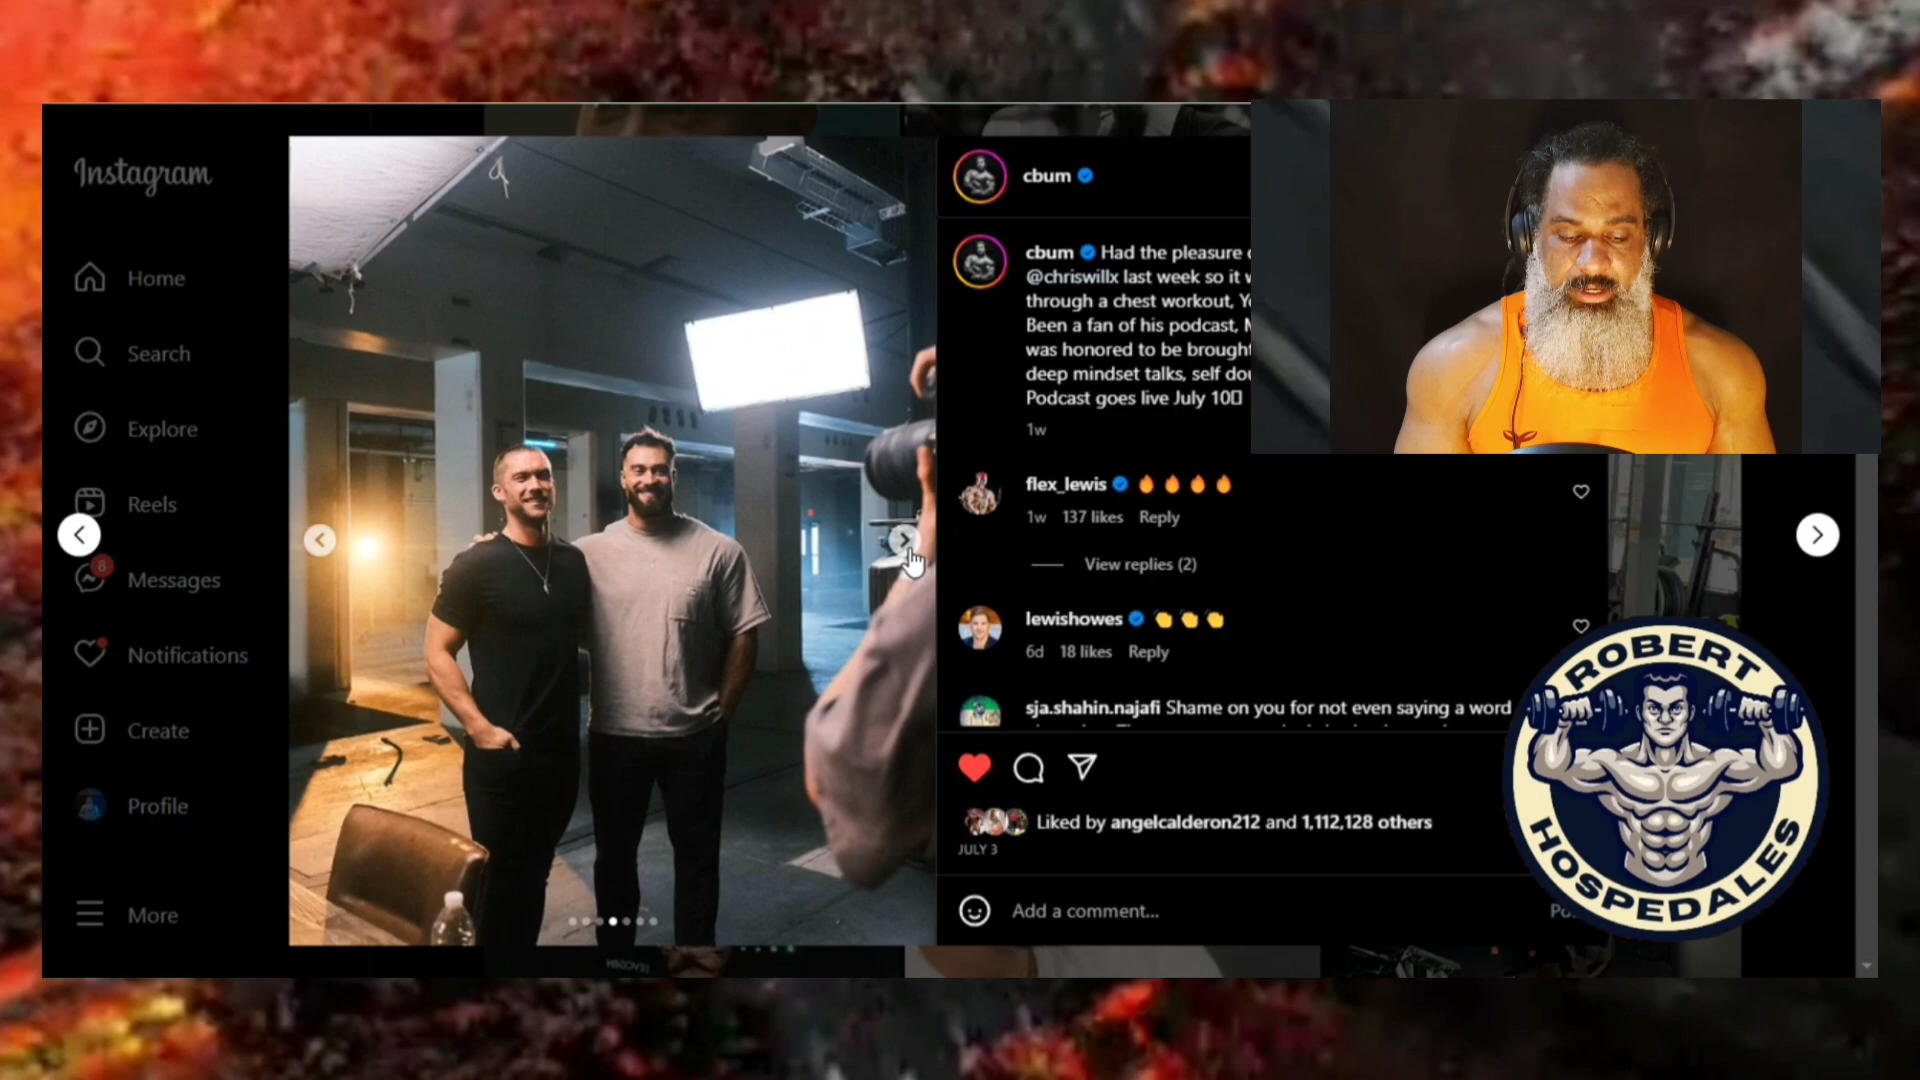 Instagram
Home
Search
Explore
Reels
8
Messages
Notifications
Create
Profile
More
cbum
cbum Had the pleasure
@chriswillx last week so it
through a chest workout,
Been a fan of his podcast,
was honored to be brought
deep mindset talks, self
Podcast goes live July 10
1w
flex_lewis 🔥🔥🔥🔥
1w 137 likes Reply
View replies (2)
lewishowes 👏👏👏
6d 18 likes Reply
sja.shahin.najafi Shame on you for not even saying a word
Liked by angelcalderon212 and 1,112,128 others
JULY 3
Add a comment...
ROBERT
HOSPEDALES